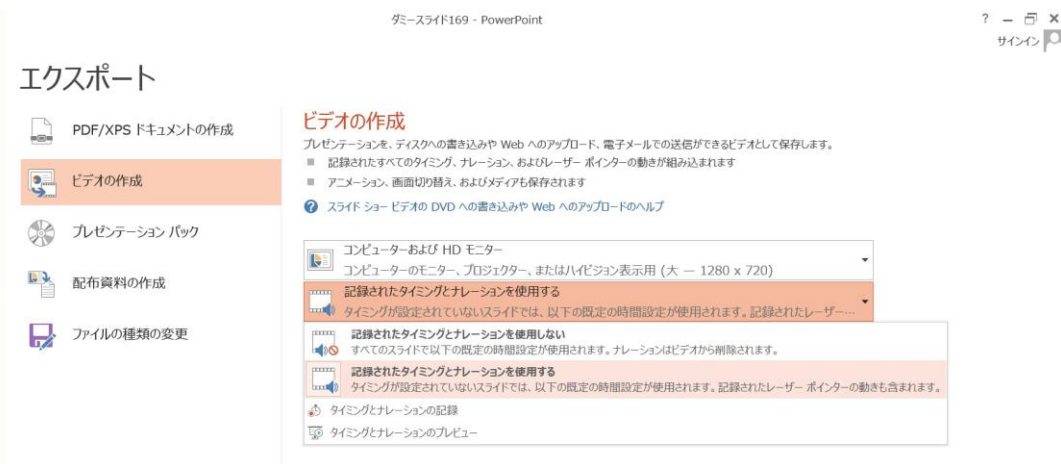 ダミースライド169 - PowerPoint
? – ×
サインイン
エクスポート
PDF/XPS ドキュメントの作成
ビデオの作成
プレゼンテーション パック
配布資料の作成
ファイルの種類の変更
ビデオの作成
プレゼンテーションを、ディスクへの書き込みや Web へのアップロード、電子メールでの送信ができるビデオとして保存します。
記録されたすべてのタイミング、ナレーション、およびレーザー ポインターの動きが組み込まれます
アニメーション、画面切り替え、およびメディアも保存されます
? スライド ショー ビデオの DVD への書き込みや Web へのアップロードのヘルプ
コンピューターおよび HD モニター
コンピューターのモニター、プロジェクター、またはハイビジョン表示用 (大 — 1280 x 720)
記録されたタイミングとナレーションを使用する
タイミングが設定されていないスライドでは、以下の既定の時間設定が使用されます。記録されたレーザー…
記録されたタイミングとナレーションを使用しない
すべてのスライドで以下の既定の時間設定が使用されます。ナレーションはビデオから削除されます。
記録されたタイミングとナレーションを使用する
タイミングが設定されていないスライドでは、以下の既定の時間設定が使用されます。記録されたレーザー ポインターの動きも含まれます。
タイミングとナレーションの記録
タイミングとナレーションのプレビュー